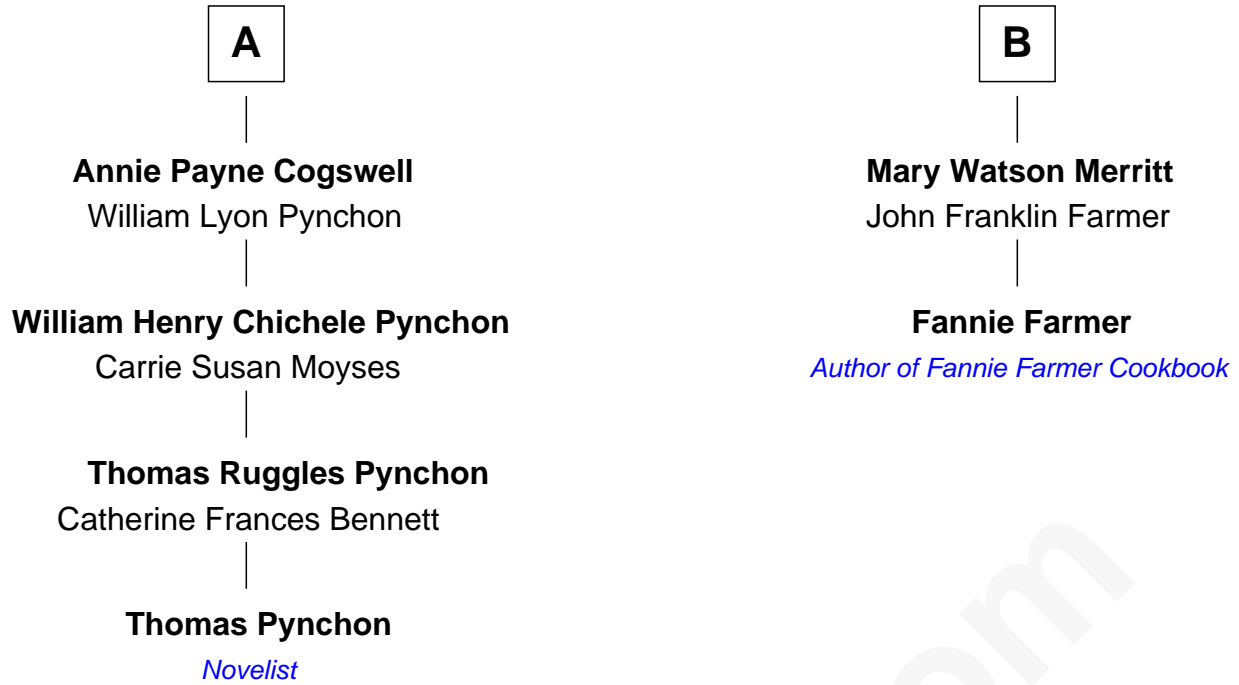 A
Annie Payne Cogswell
William Lyon Pynchon
William Henry Chichele Pynchon
Carrie Susan Moyses
Thomas Ruggles Pynchon
Catherine Frances Bennett
Thomas Pynchon
Novelist
B
Mary Watson Merritt
John Franklin Farmer
Fannie Farmer
Author of Fannie Farmer Cookbook
om